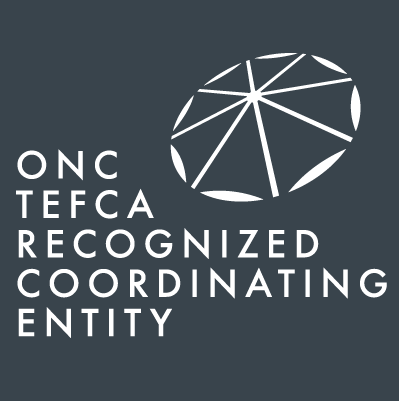 ONC
TEFCA
RECOGNIZED
COORDINATING
ENTITY